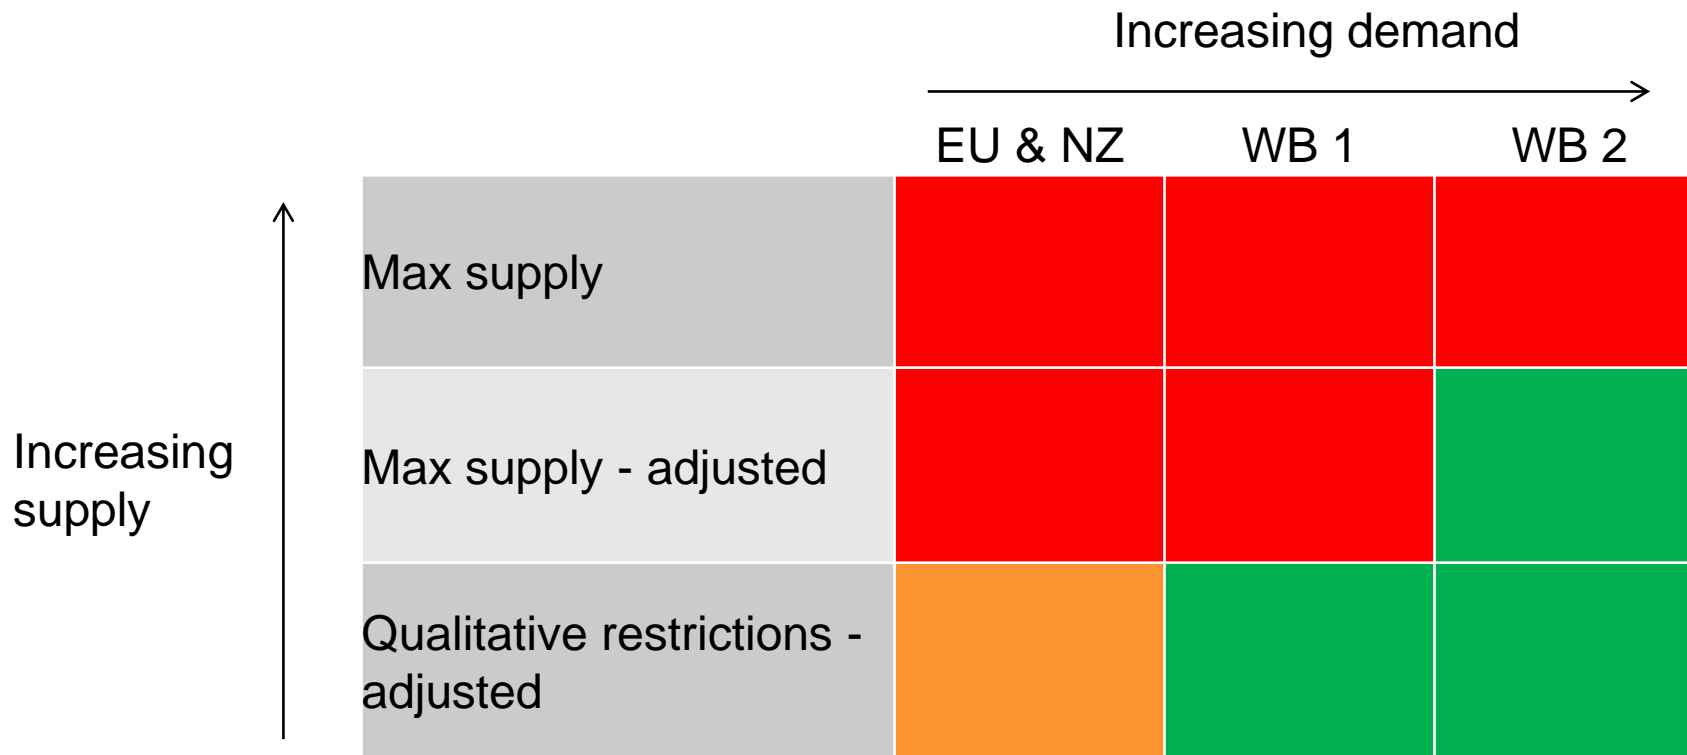 Increasing demand
EU & NZ WB 1 WB 2
Max supply
Increasing
supply
Max supply - adjusted
Qualitative restrictions -
adjusted